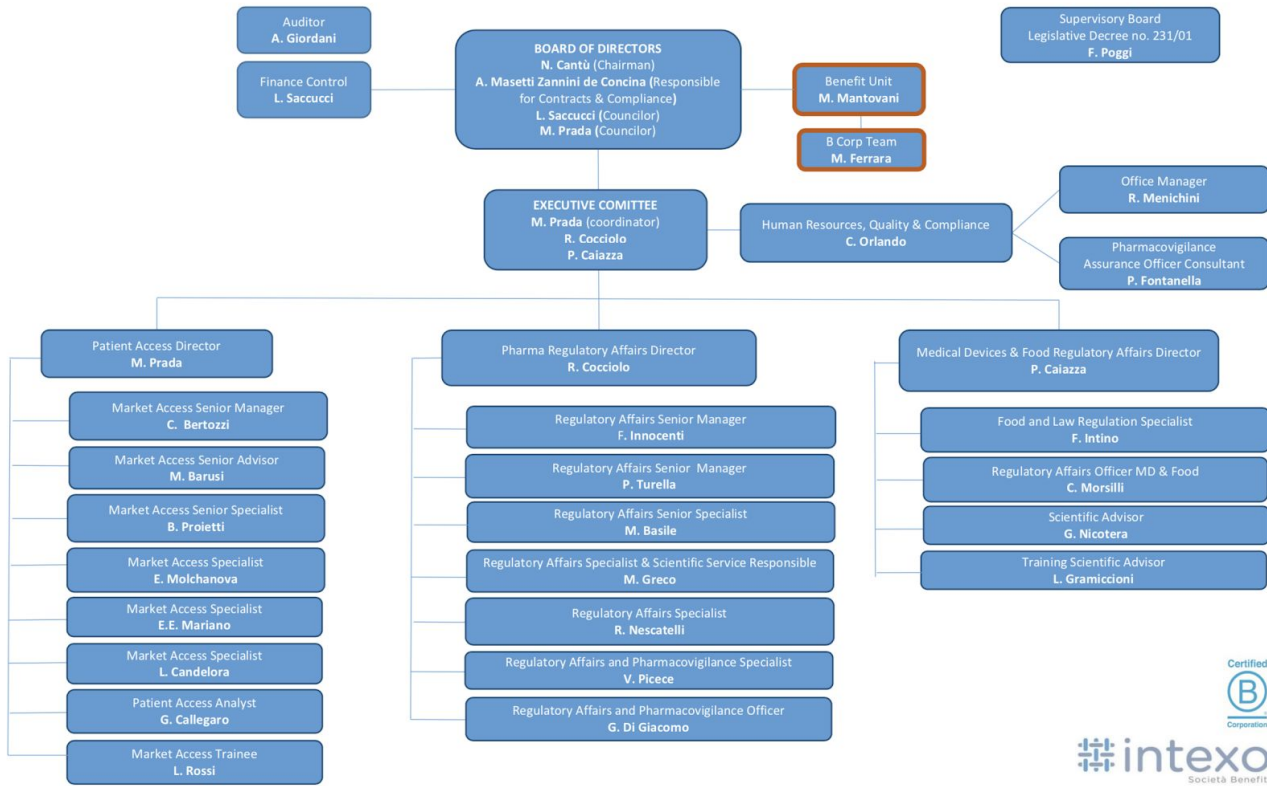 Auditor
A. Giordani
Finance Control
L. Saccucci
BOARD OF DIRECTORS
N. Cantù (Chairman)
A. Masetti Zannini de Concina (Responsible
for Contracts & Compliance)
L. Saccucci (Councilor)
M. Prada (Councilor)
Supervisory Board
Legislative Decree no. 231/01
F. Poggi
Benefit Unit
M. Mantovani
B Corp Team
M. Ferrara
EXECUTIVE COMITTEE
M. Prada (coordinator)
R. Cocciolo
P. Caiazza
Human Resources, Quality & Compliance
C. Orlando
Office Manager
R. Menichini
Pharmacovigilance
Assurance Officer Consultant
P. Fontanella
Patient Access Director
M. Prada
Market Access Senior Manager
C. Bertozzi
Market Access Senior Advisor
M. Barusi
Market Access Senior Specialist
B. Proietti
Market Access Specialist
E. Molchanova
Market Access Specialist
E.E. Mariano
Market Access Specialist
L. Candelora
Patient Access Analyst
G. Callegaro
Market Access Trainee
L. Rossi
Pharma Regulatory Affairs Director
R. Cocciolo
Regulatory Affairs Senior Manager
F. Innocenti
Regulatory Affairs Senior Manager
P. Turella
Regulatory Affairs Senior Specialist
M. Basile
Regulatory Affairs Specialist & Scientific Service Responsible
M. Greco
Regulatory Affairs Specialist
R. Nescatelli
Regulatory Affairs and Pharmacovigilance Specialist
V. Picece
Regulatory Affairs and Pharmacovigilance Officer
G. Di Giacomo
Medical Devices & Food Regulatory Affairs Director
P. Caiazza
Food and Law Regulation Specialist
F. Intino
Regulatory Affairs Officer MD & Food
C. Morsilli
Scientific Advisor
G. Nicotera
Training Scientific Advisor
L. Gramiccioni
Certified
B
Corporation
intexo
Società Benefit